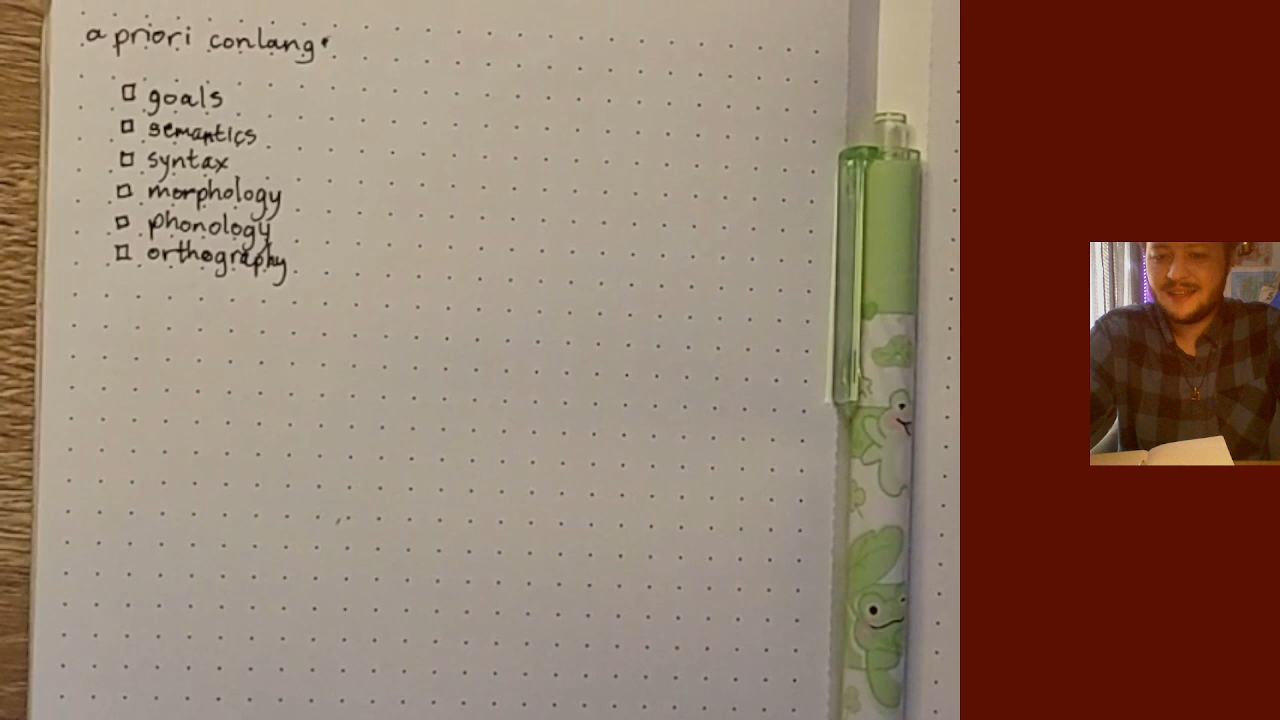 a priori conlang.
goals
semantics
syntax
morphology
phonology
orthography